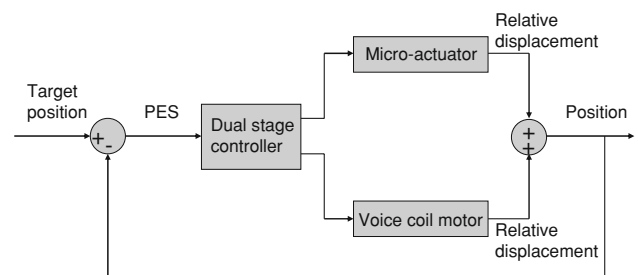 Relative
displacement
Micro-actuator
Target
position
PES
Dual stage
controller
Position
+
-
+
+
Voice coil motor
Relative
displacement